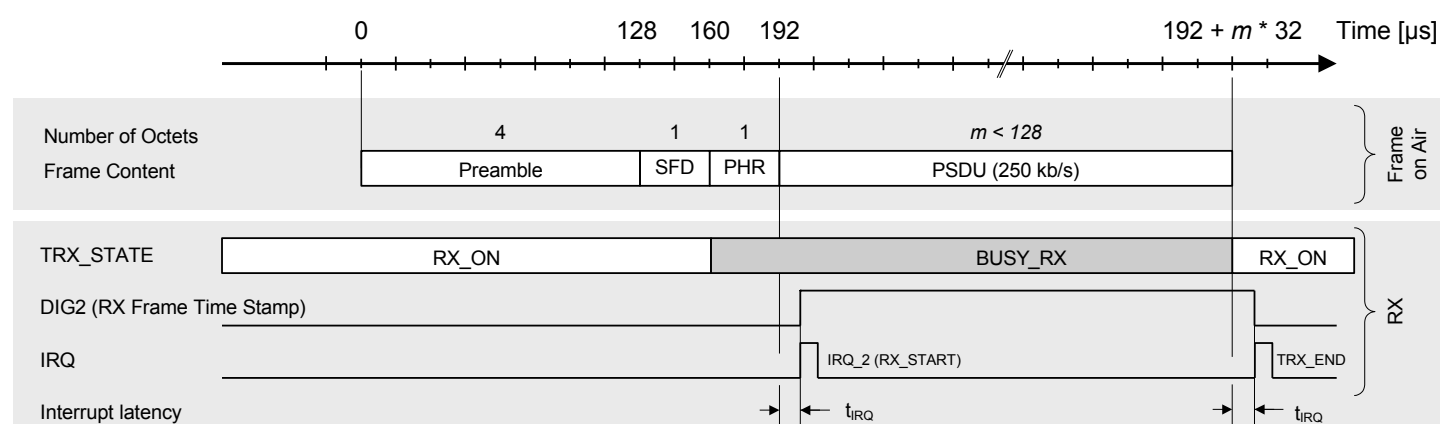 0 128 160 192 192 + m * 32 Time [µs]
Number of Octets 4 1 1 m < 128
Frame Content Preamble SFD PHR PSDU (250 kb/s)
Frame
on Air
TRX_STATE RX_ON BUSY_RX RX_ON
DIG2 (RX Frame Time Stamp)
RX
IRQ IRQ_2 (RX_START) TRX_END
Interrupt latency tIRQ tIRQ